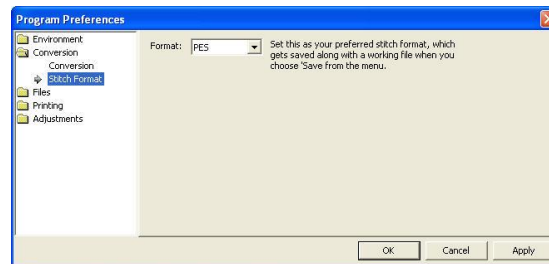 Program Preferences
Environment
Conversion
Conversion
Stitch Format
Files
Printing
Adjustments
Format: PES
Set this as your preferred stitch format, which
gets saved along with a working file when you
choose 'Save from the menu.
OK Cancel Apply